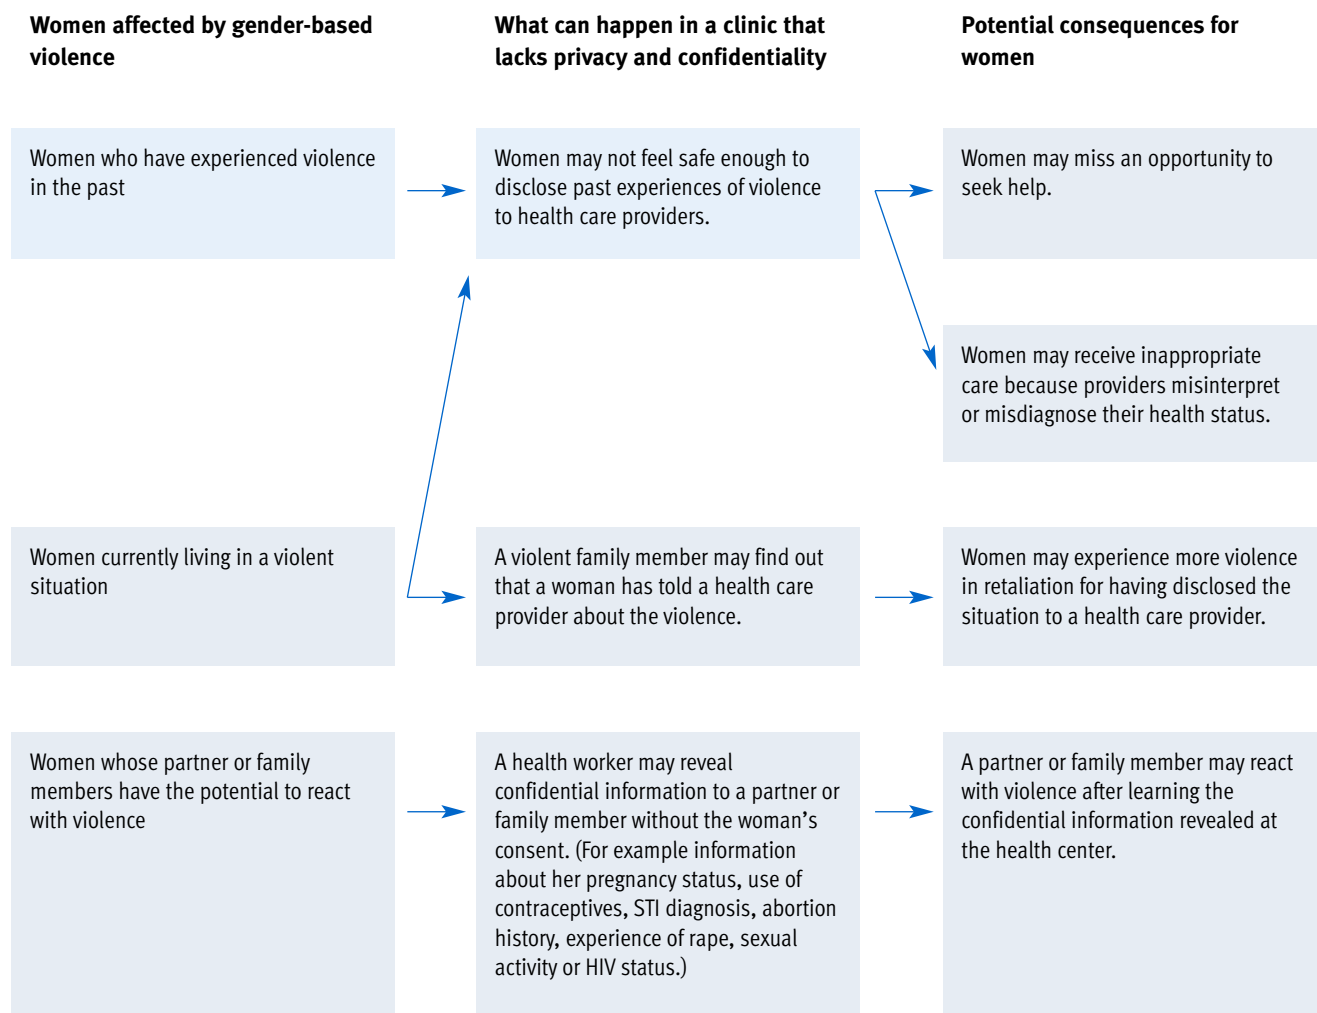 Women affected by gender-based
violence
What can happen in a clinic that
lacks privacy and confidentiality
Potential consequences for
women
Women who have experienced violence
in the past
Women may not feel safe enough to
disclose past experiences of violence
to health care providers.
Women may miss an opportunity to
seek help.
Women may receive inappropriate
care because providers misinterpret
or misdiagnose their health status.
Women currently living in a violent
situation
A violent family member may find out
that a woman has told a health care
provider about the violence.
Women may experience more violence
in retaliation for having disclosed the
situation to a health care provider.
Women whose partner or family
members have the potential to react
with violence
A health worker may reveal
confidential information to a partner or
family member without the woman’s
consent. (For example information
about her pregnancy status, use of
contraceptives, STI diagnosis, abortion
history, experience of rape, sexual
activity or HIV status.)
A partner or family member may react
with violence after learning the
confidential information revealed at
the health center.